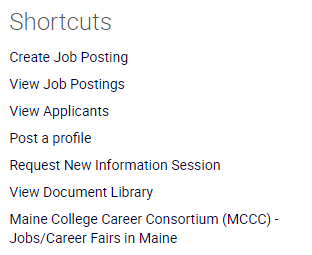 Shortcuts
Create Job Posting
View Job Postings
View Applicants
Post a profile
Request New Information Session
View Document Library
Maine College Career Consortium (MCCC) -
Jobs/Career Fairs in Maine